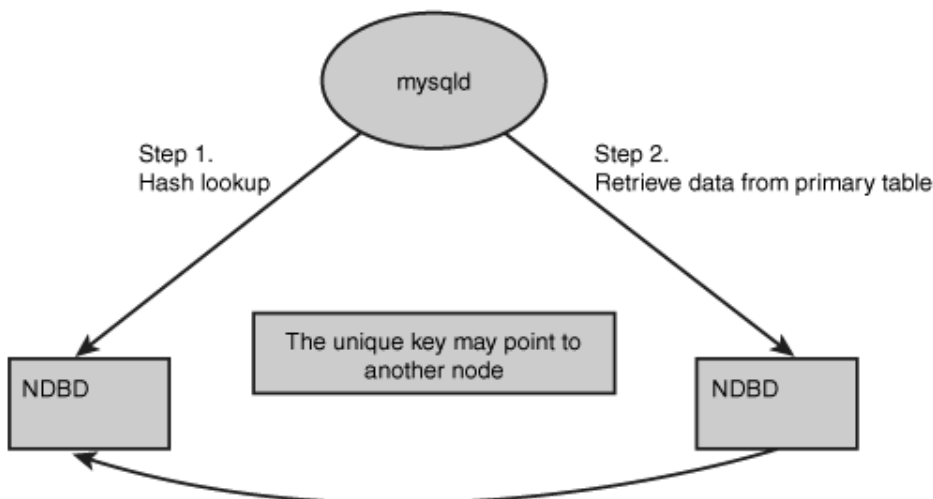 mysqld
Step 1.
Hash lookup
Step 2.
Retrieve data from primary table
The unique key may point to
another node
NDBD
NDBD